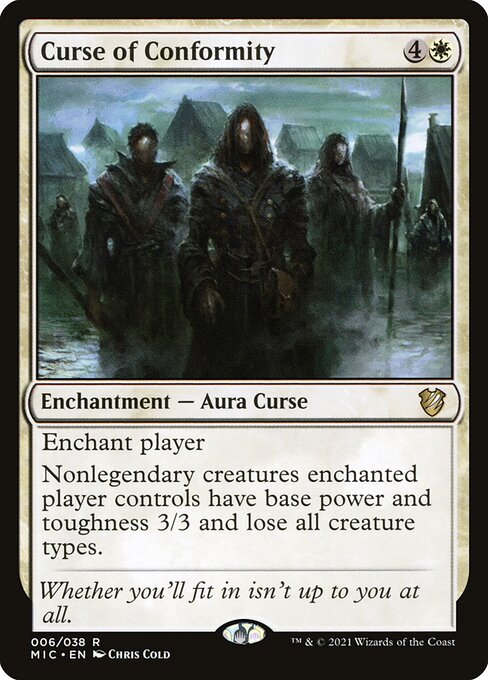 Curse of Conformity 4
Enchantment — Aura Curse
Enchant player
Nonlegendary creatures enchanted
player controls have base power and
toughness 3/3 and lose all creature
types.
Whether you'll fit in isn't up to you at
all.
006/038 R
MIC • EN Chris Cold
™ & © 2021 Wizards of the Coast